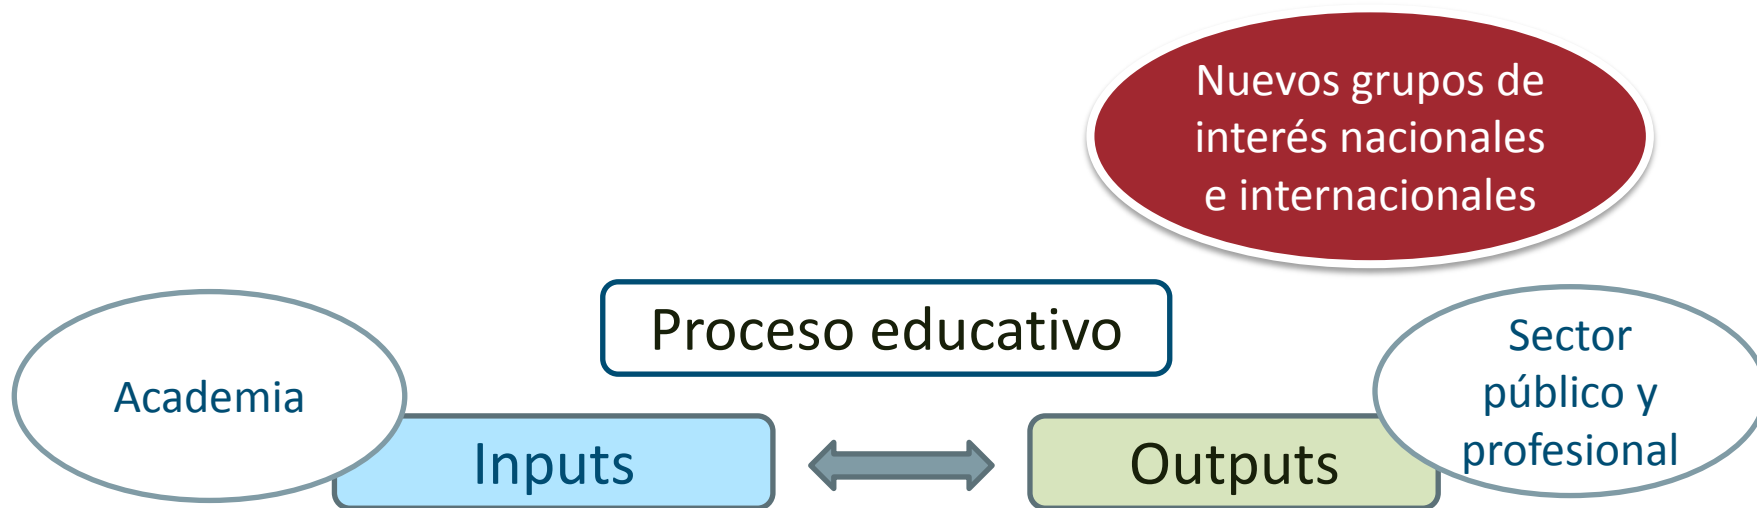 Nuevos grupos de
interés nacionales
e internacionales
Proceso educativo
Academia
Sector
público y
profesional
Inputs
Outputs